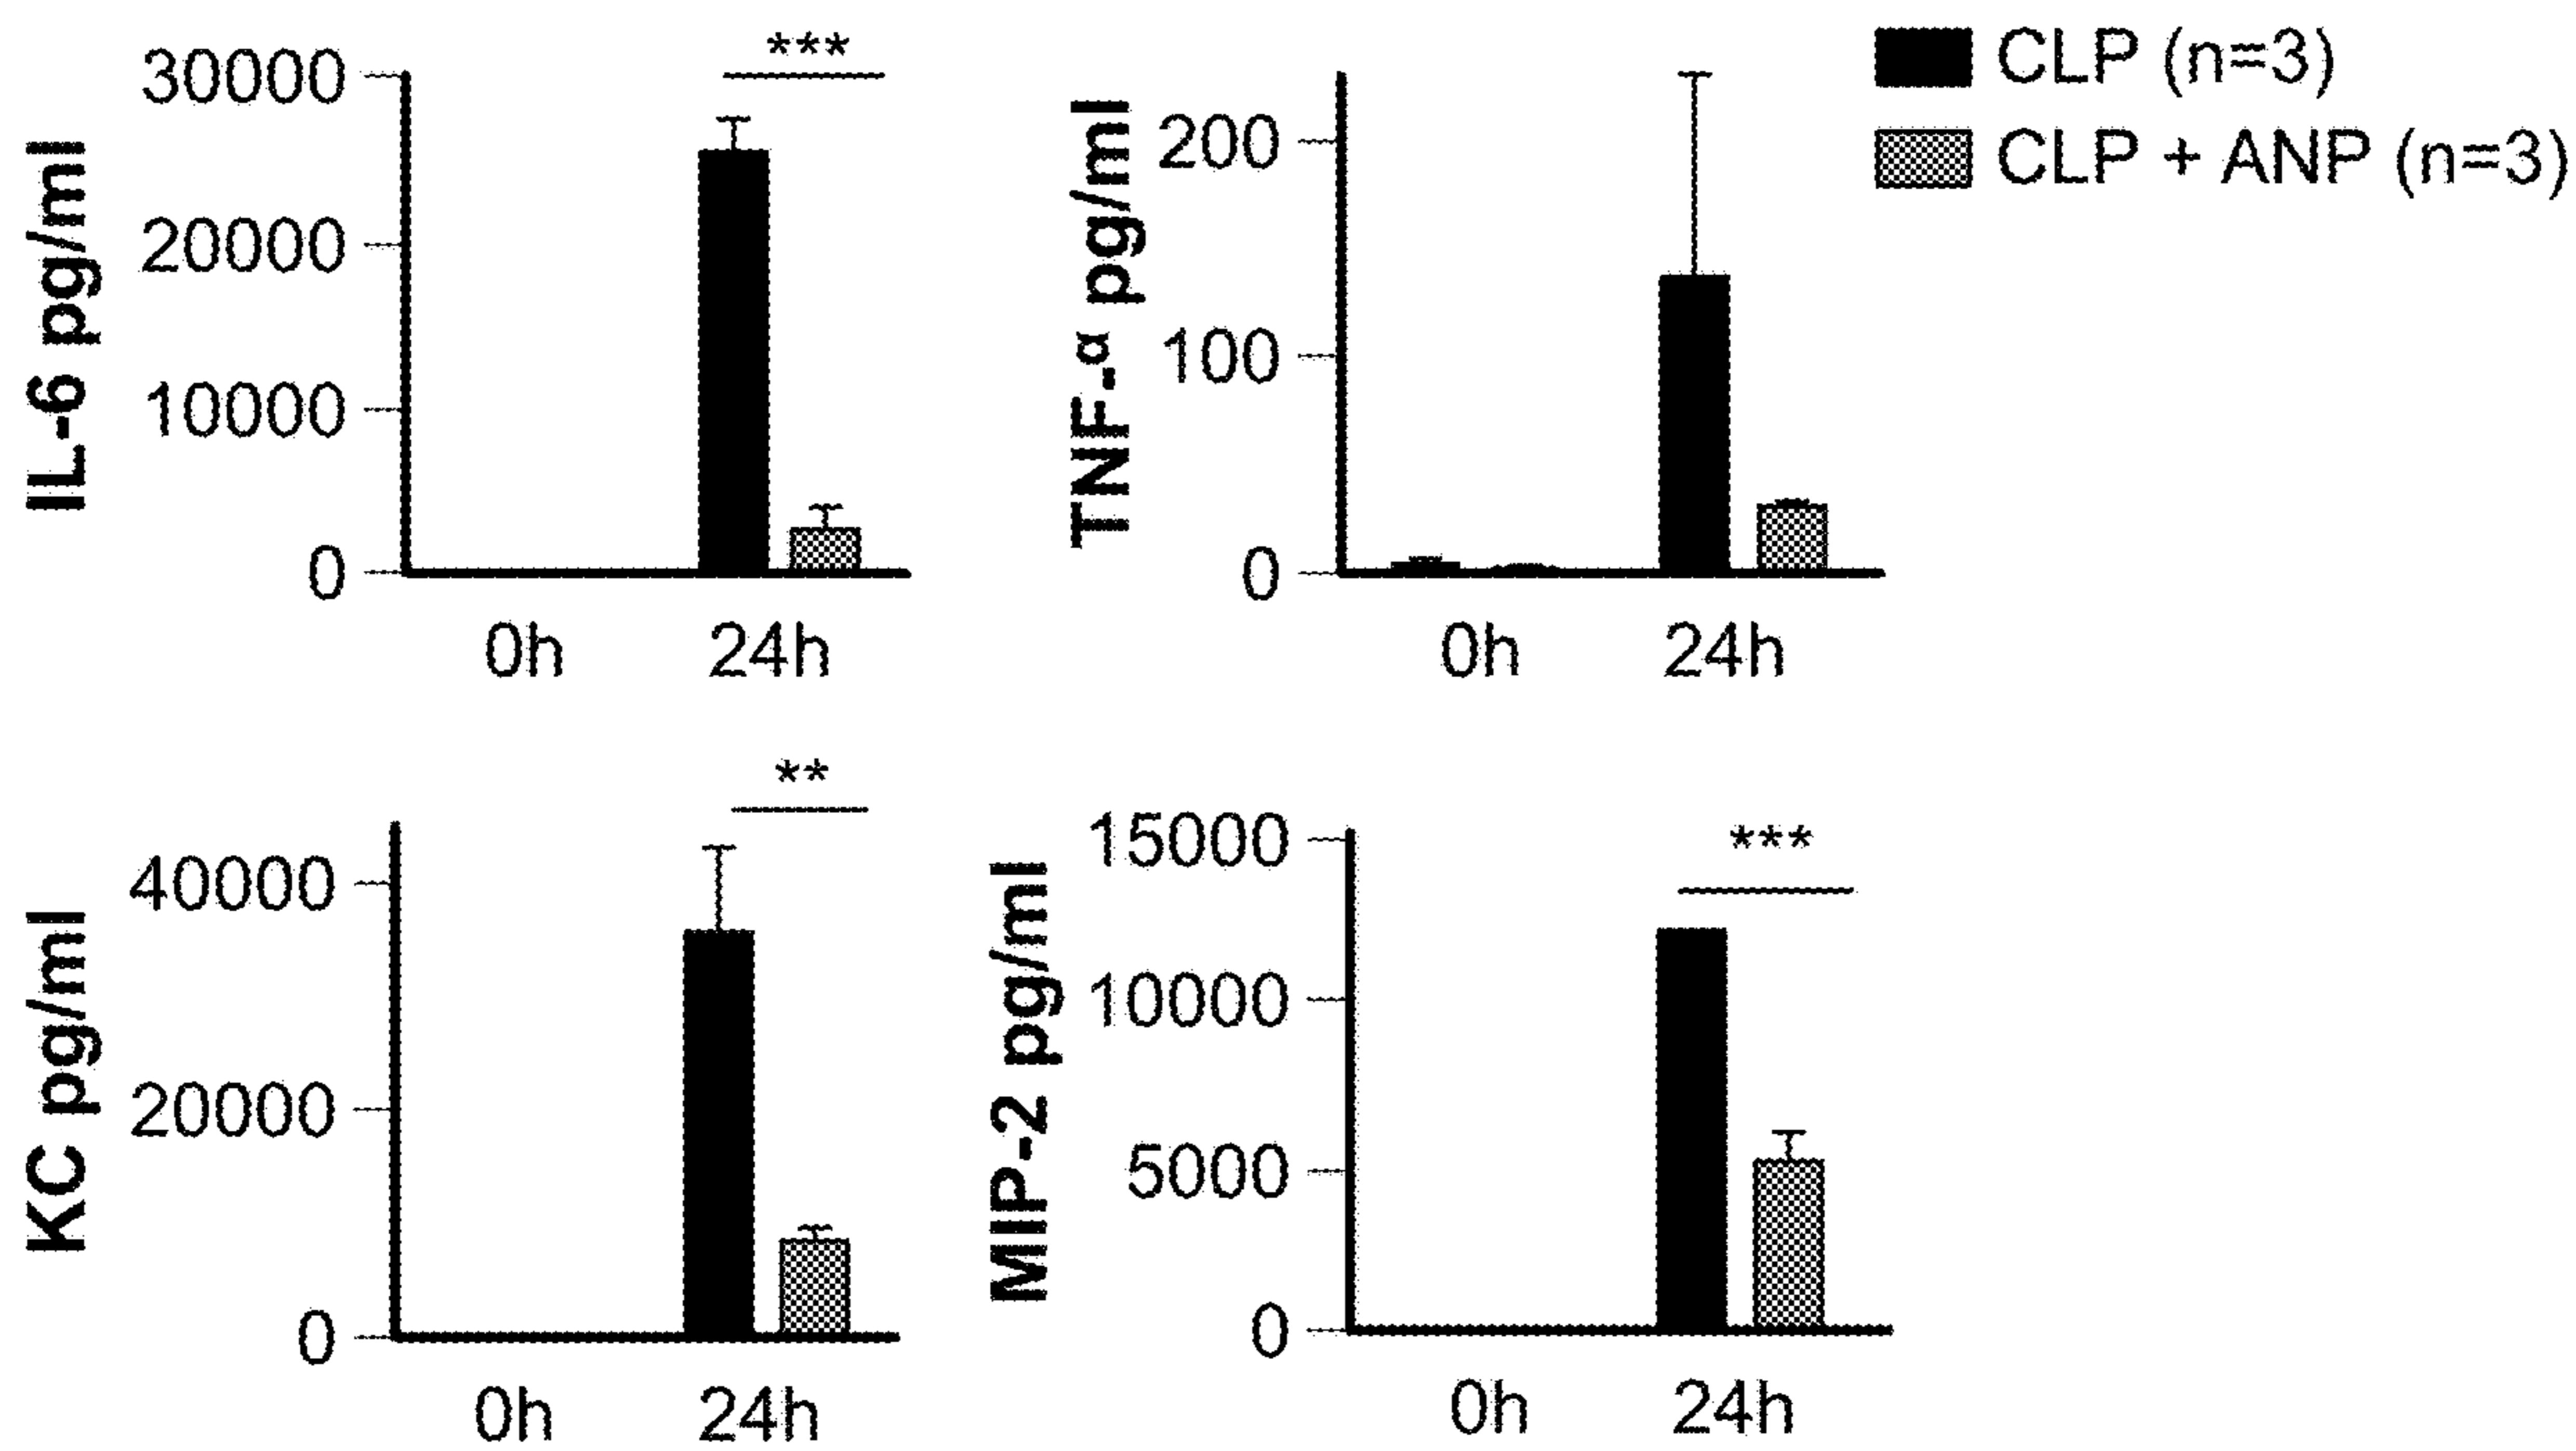 IL-6 pg/ml
30000
20000
10000
0
***
0h 24h
TNF-α pg/ml
200
100
0
0h 24h
CLP (n=3)
CLP + ANP (n=3)
KC pg/ml
40000
20000
0
**
0h 24h
MIP-2 pg/ml
15000
10000
5000
0
***
0h 24h